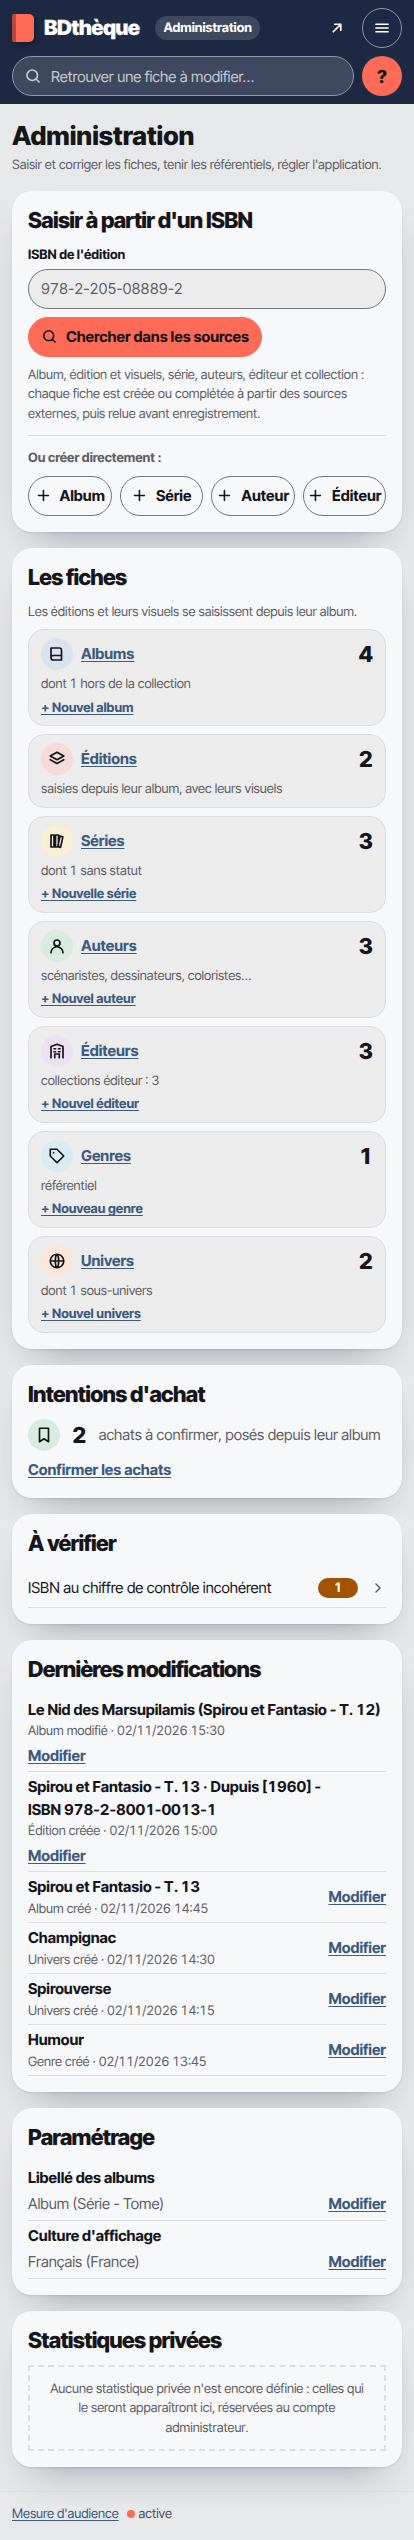 BDthèque Administration
Retrouver une fiche à modifier... ?
Administration
Saisir et corriger les fiches, tenir les référentiels, régler l'application.
Saisir à partir d'un ISBN
ISBN de l'édition
978-2-205-08889-2
Chercher dans les sources
Album, édition et visuels, série, auteurs, éditeur et collection :
chaque fiche est créée ou complétée à partir des sources
externes, puis relue avant enregistrement.
Ou créer directement :
+ Album + Série + Auteur + Éditeur
Les fiches
Les éditions et leurs visuels se saisissent depuis leur album.
Albums 4
dont 1 hors de la collection
+ Nouvel album
Éditions 2
saisies depuis leur album, avec leurs visuels
Séries 3
dont 1 sans statut
+ Nouvelle série
Auteurs 3
scénaristes, dessinateurs, coloristes...
+ Nouvel auteur
Éditeurs 3
collections éditeur : 3
+ Nouvel éditeur
Genres 1
référentiel
+ Nouveau genre
Univers 2
dont 1 sous-univers
+ Nouvel univers
Intentions d'achat
2 achats à confirmer, posés depuis leur album
Confirmer les achats
À vérifier
ISBN au chiffre de contrôle incohérent 1
Dernières modifications
Le Nid des Marsupilamis (Spirou et Fantasio - T. 12)
Album modifié · 02/11/2026 15:30
Modifier
Spirou et Fantasio - T. 13 · Dupuis [1960] -
ISBN 978-2-8001-0013-1
Édition créée · 02/11/2026 15:00
Modifier
Spirou et Fantasio - T. 13
Album créé · 02/11/2026 14:45
Modifier
Champignac
Univers créé · 02/11/2026 14:30
Modifier
Spirouverse
Univers créé · 02/11/2026 14:15
Modifier
Humour
Genre créé · 02/11/2026 13:45
Modifier
Paramétrage
Libellé des albums
Album (Série - Tome) Modifier
Culture d'affichage
Français (France) Modifier
Statistiques privées
Aucune statistique privée n'est encore définie : celles qui
le seront apparaîtront ici, réservées au compte
administrateur.
Mesure d'audience active